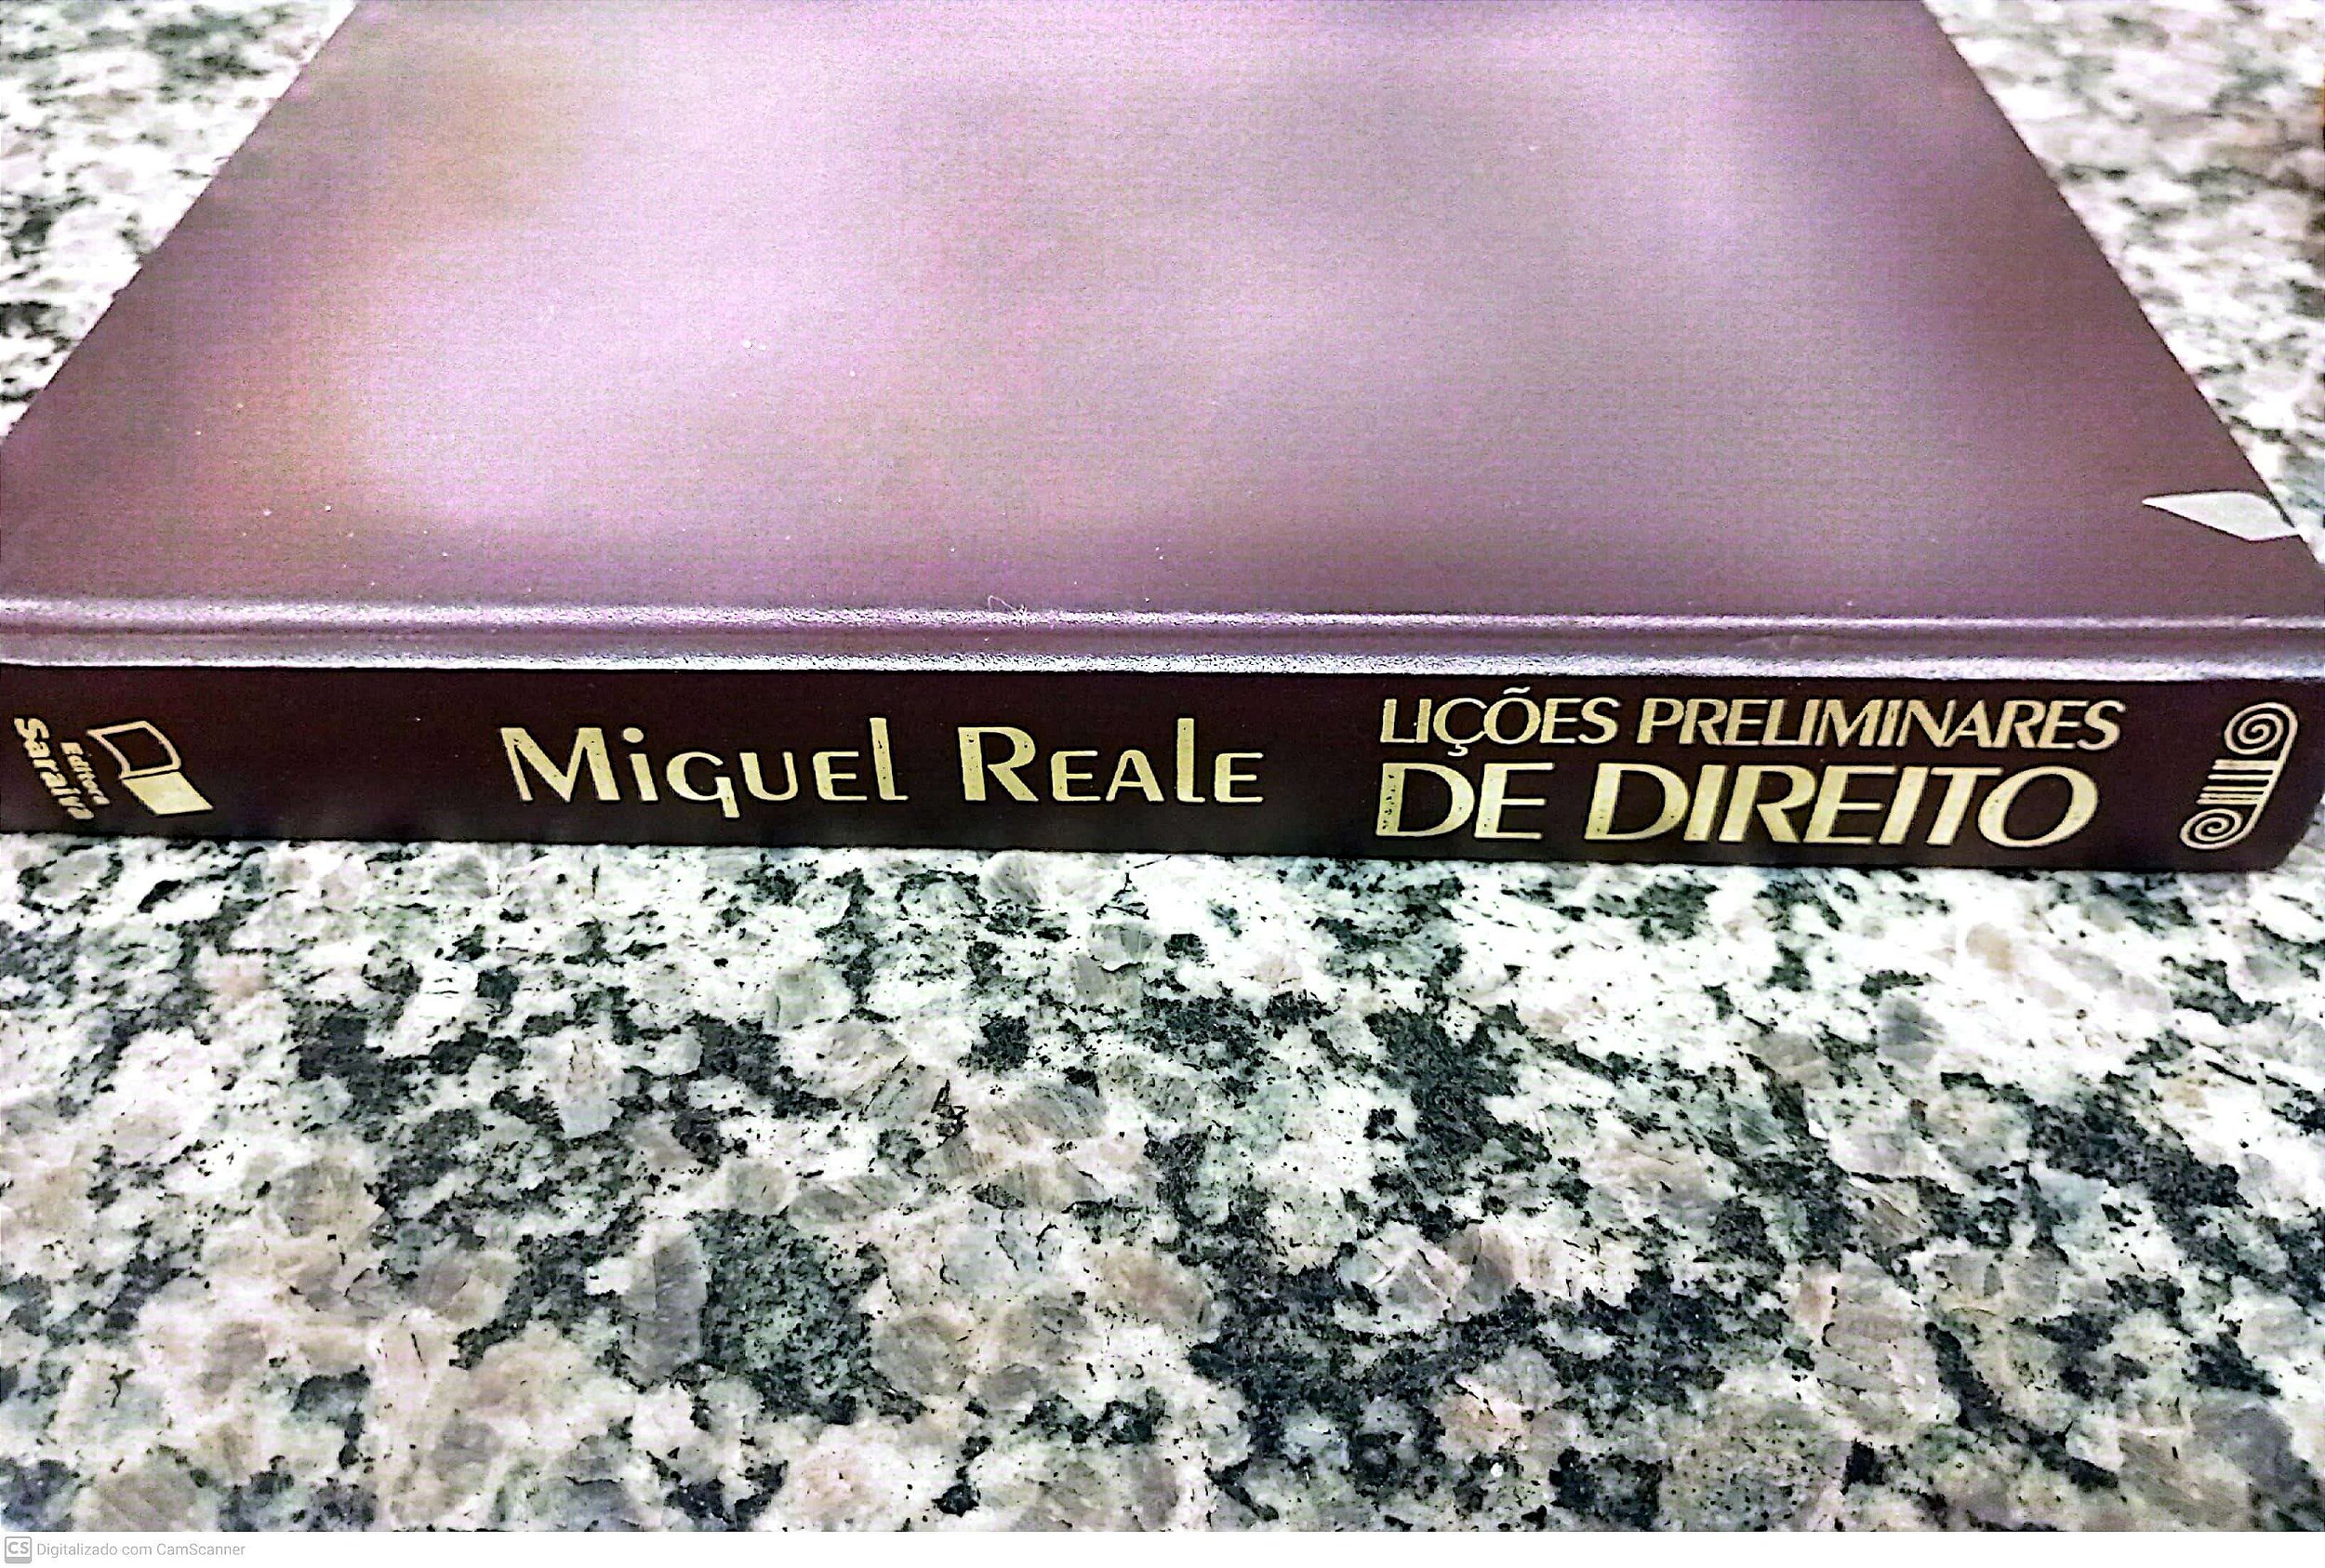 Editora
Saraiva
Miguel Reale
LIÇÕES PRELIMINARES
DE DIREITO
CS Digitalizado com CamScanner